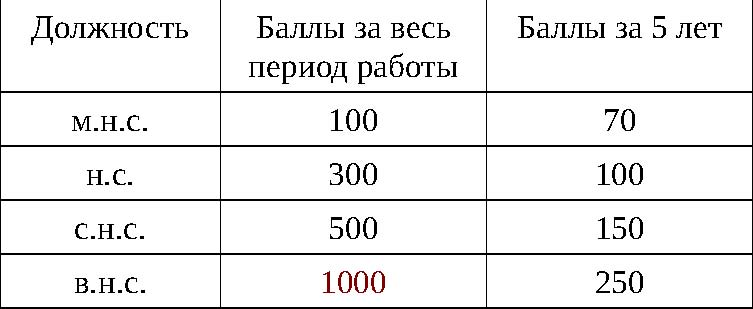 Должность Баллы за весь Баллы за 5 лет
период работы
м.н.с. 100 70
н.с. 300 100
с.н.с. 500 150
в.н.с. 1000 250